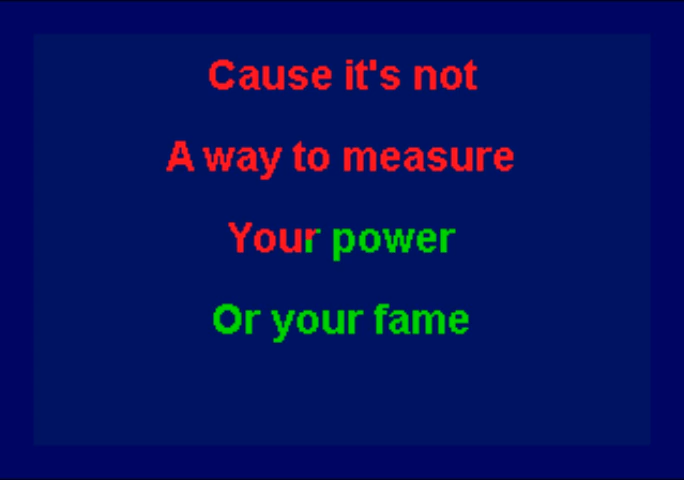 Cause it's not
A way to measure
Your power
Or your fame